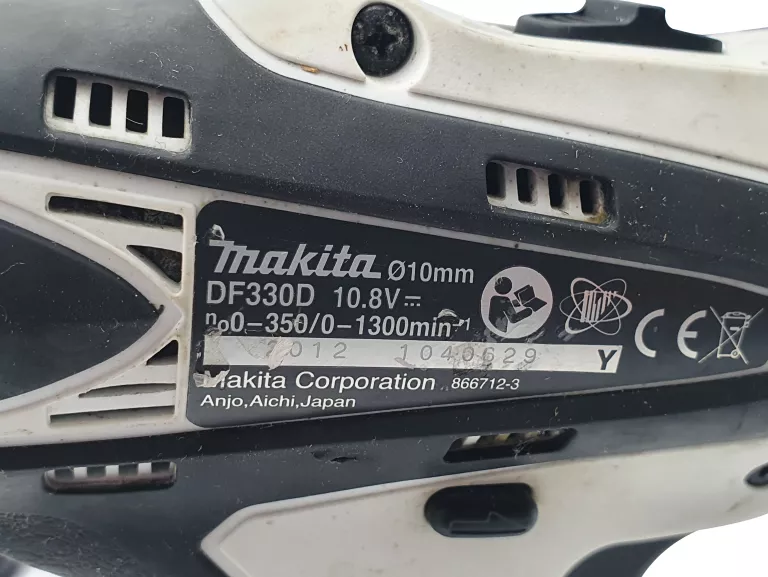 makita Ø10mm
DF330D 10.8V
n₀0-350/0-1300min⁻¹
2012 1040629 Y
Makita Corporation 866712-3
Anjo,Aichi,Japan
CE